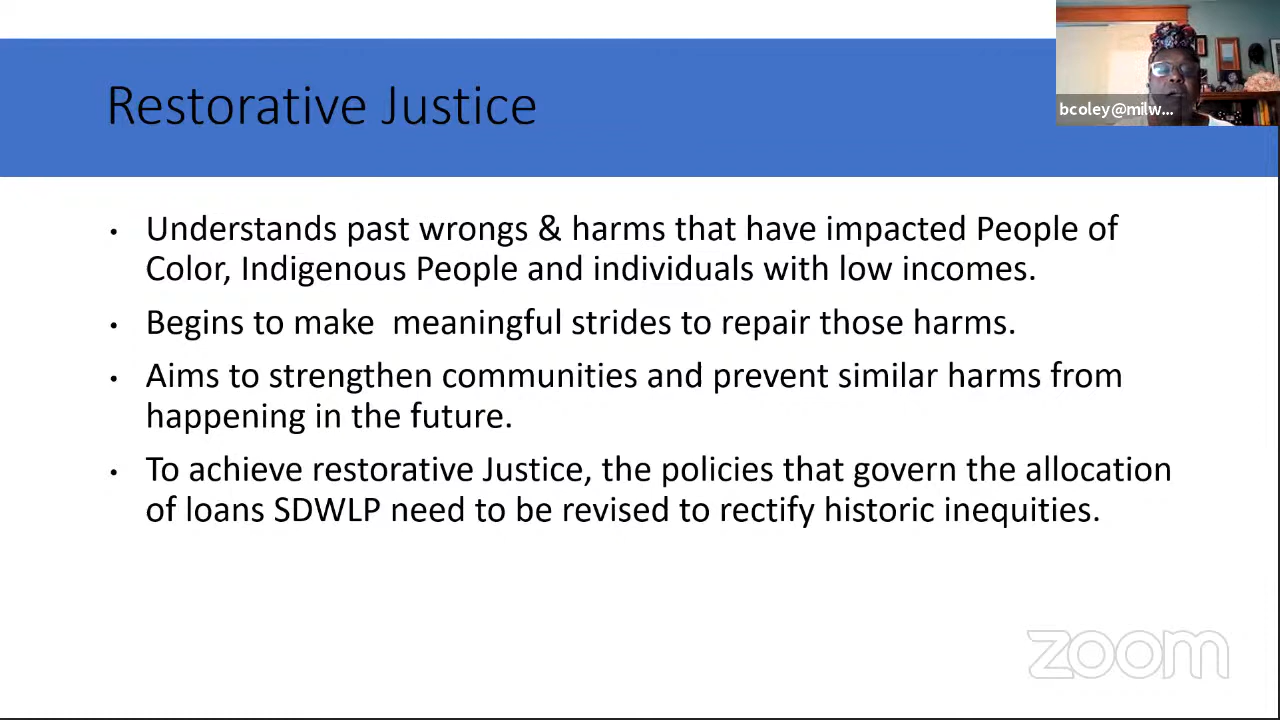 Restorative Justice
bcoley@milw...
• Understands past wrongs & harms that have impacted People of
Color, Indigenous People and individuals with low incomes.
• Begins to make  meaningful strides to repair those harms.
• Aims to strengthen communities and prevent similar harms from
happening in the future.
• To achieve restorative Justice, the policies that govern the allocation
of loans SDWLP need to be revised to rectify historic inequities.
zoom